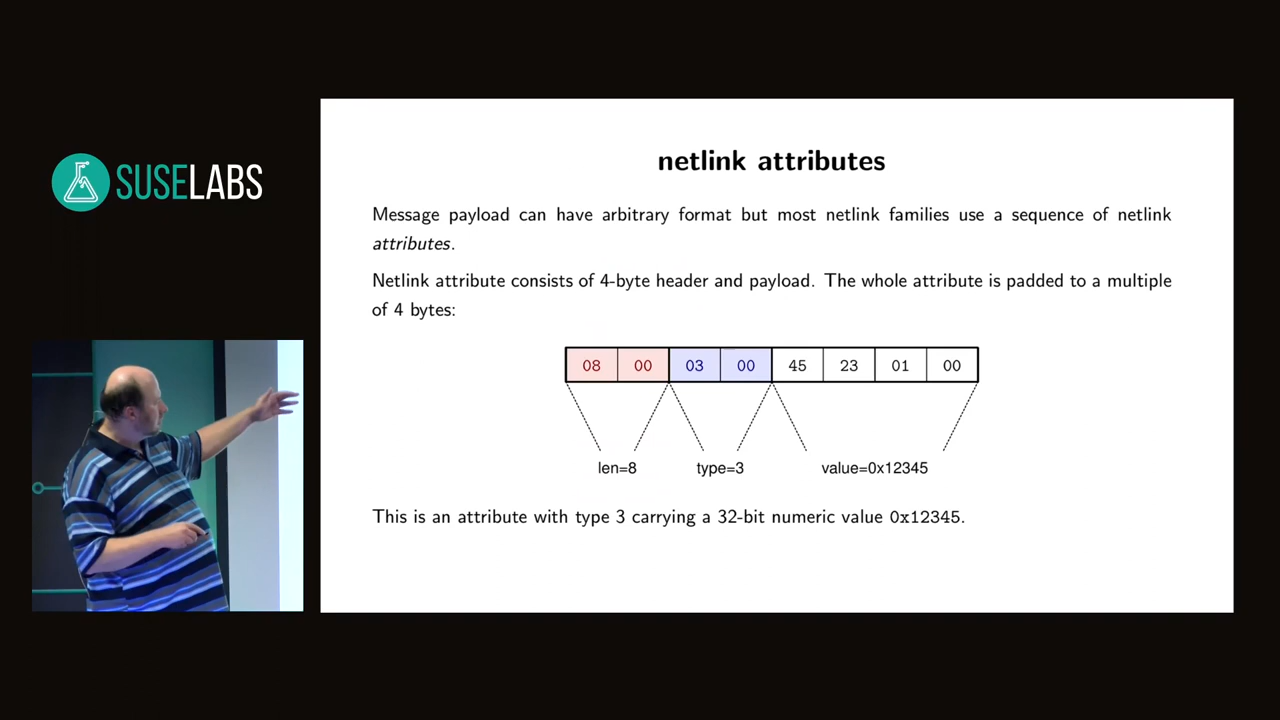 SUSELABS
netlink attributes
Message payload can have arbitrary format but most netlink families use a sequence of netlink
attributes.
Netlink attribute consists of 4-byte header and payload. The whole attribute is padded to a multiple
of 4 bytes:
08 00 03 00 45 23 01 00
len=8 type=3 value=0x12345
This is an attribute with type 3 carrying a 32-bit numeric value 0x12345.